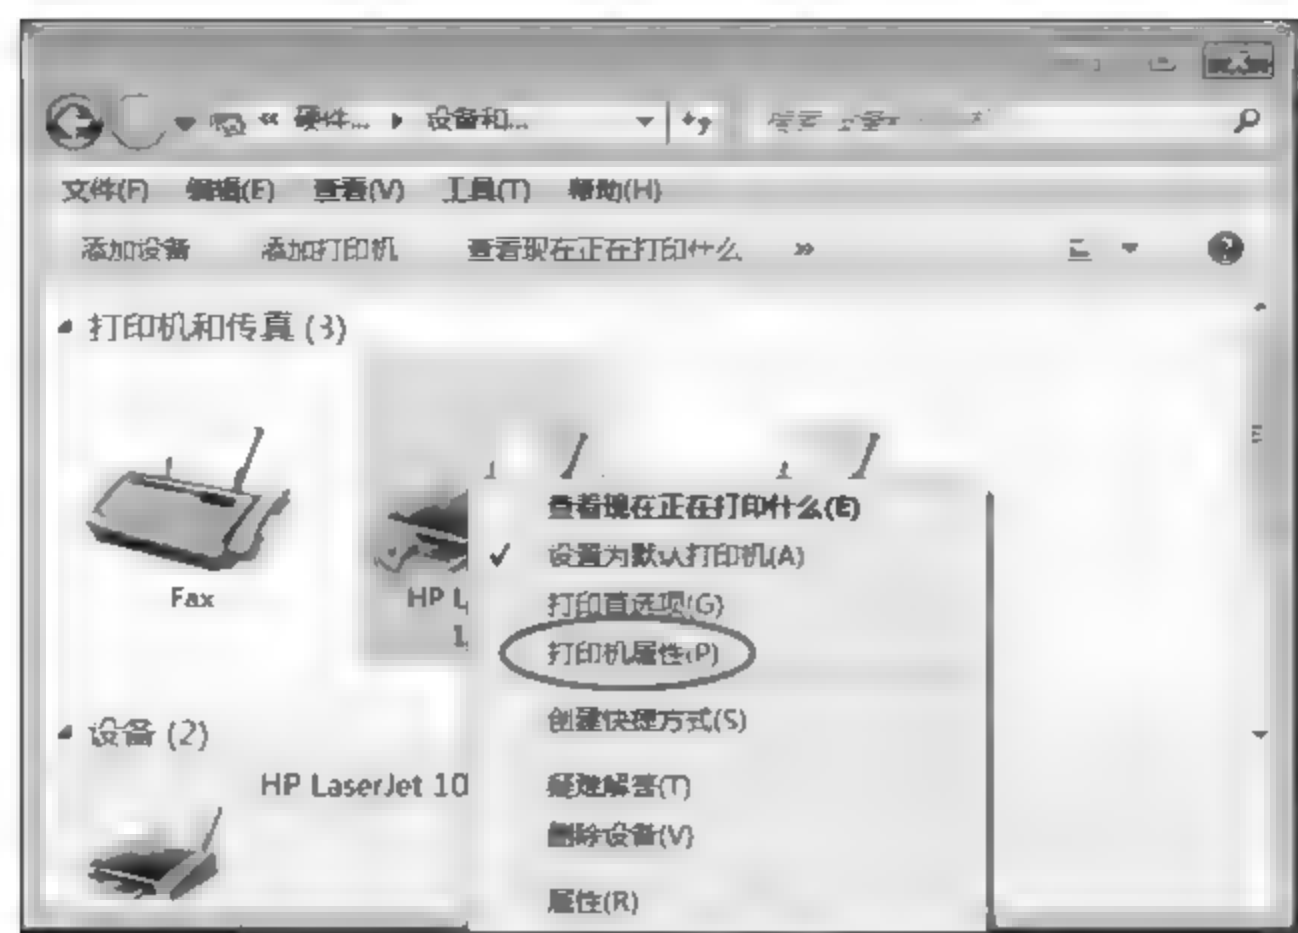 « 硬件... ▸ 设备和...
文件(F) 编辑(E) 查看(V) 工具(T) 帮助(H)
添加设备 添加打印机 查看现在正在打印什么 »
打印机和传真 (3)
Fax
HP L
1
查看现在正在打印什么(E)
✓ 设置为默认打印机(A)
打印首选项(G)
打印机属性(P)
创建快捷方式(S)
疑难解答(T)
删除设备(V)
属性(R)
设备 (2)
HP LaserJet 10